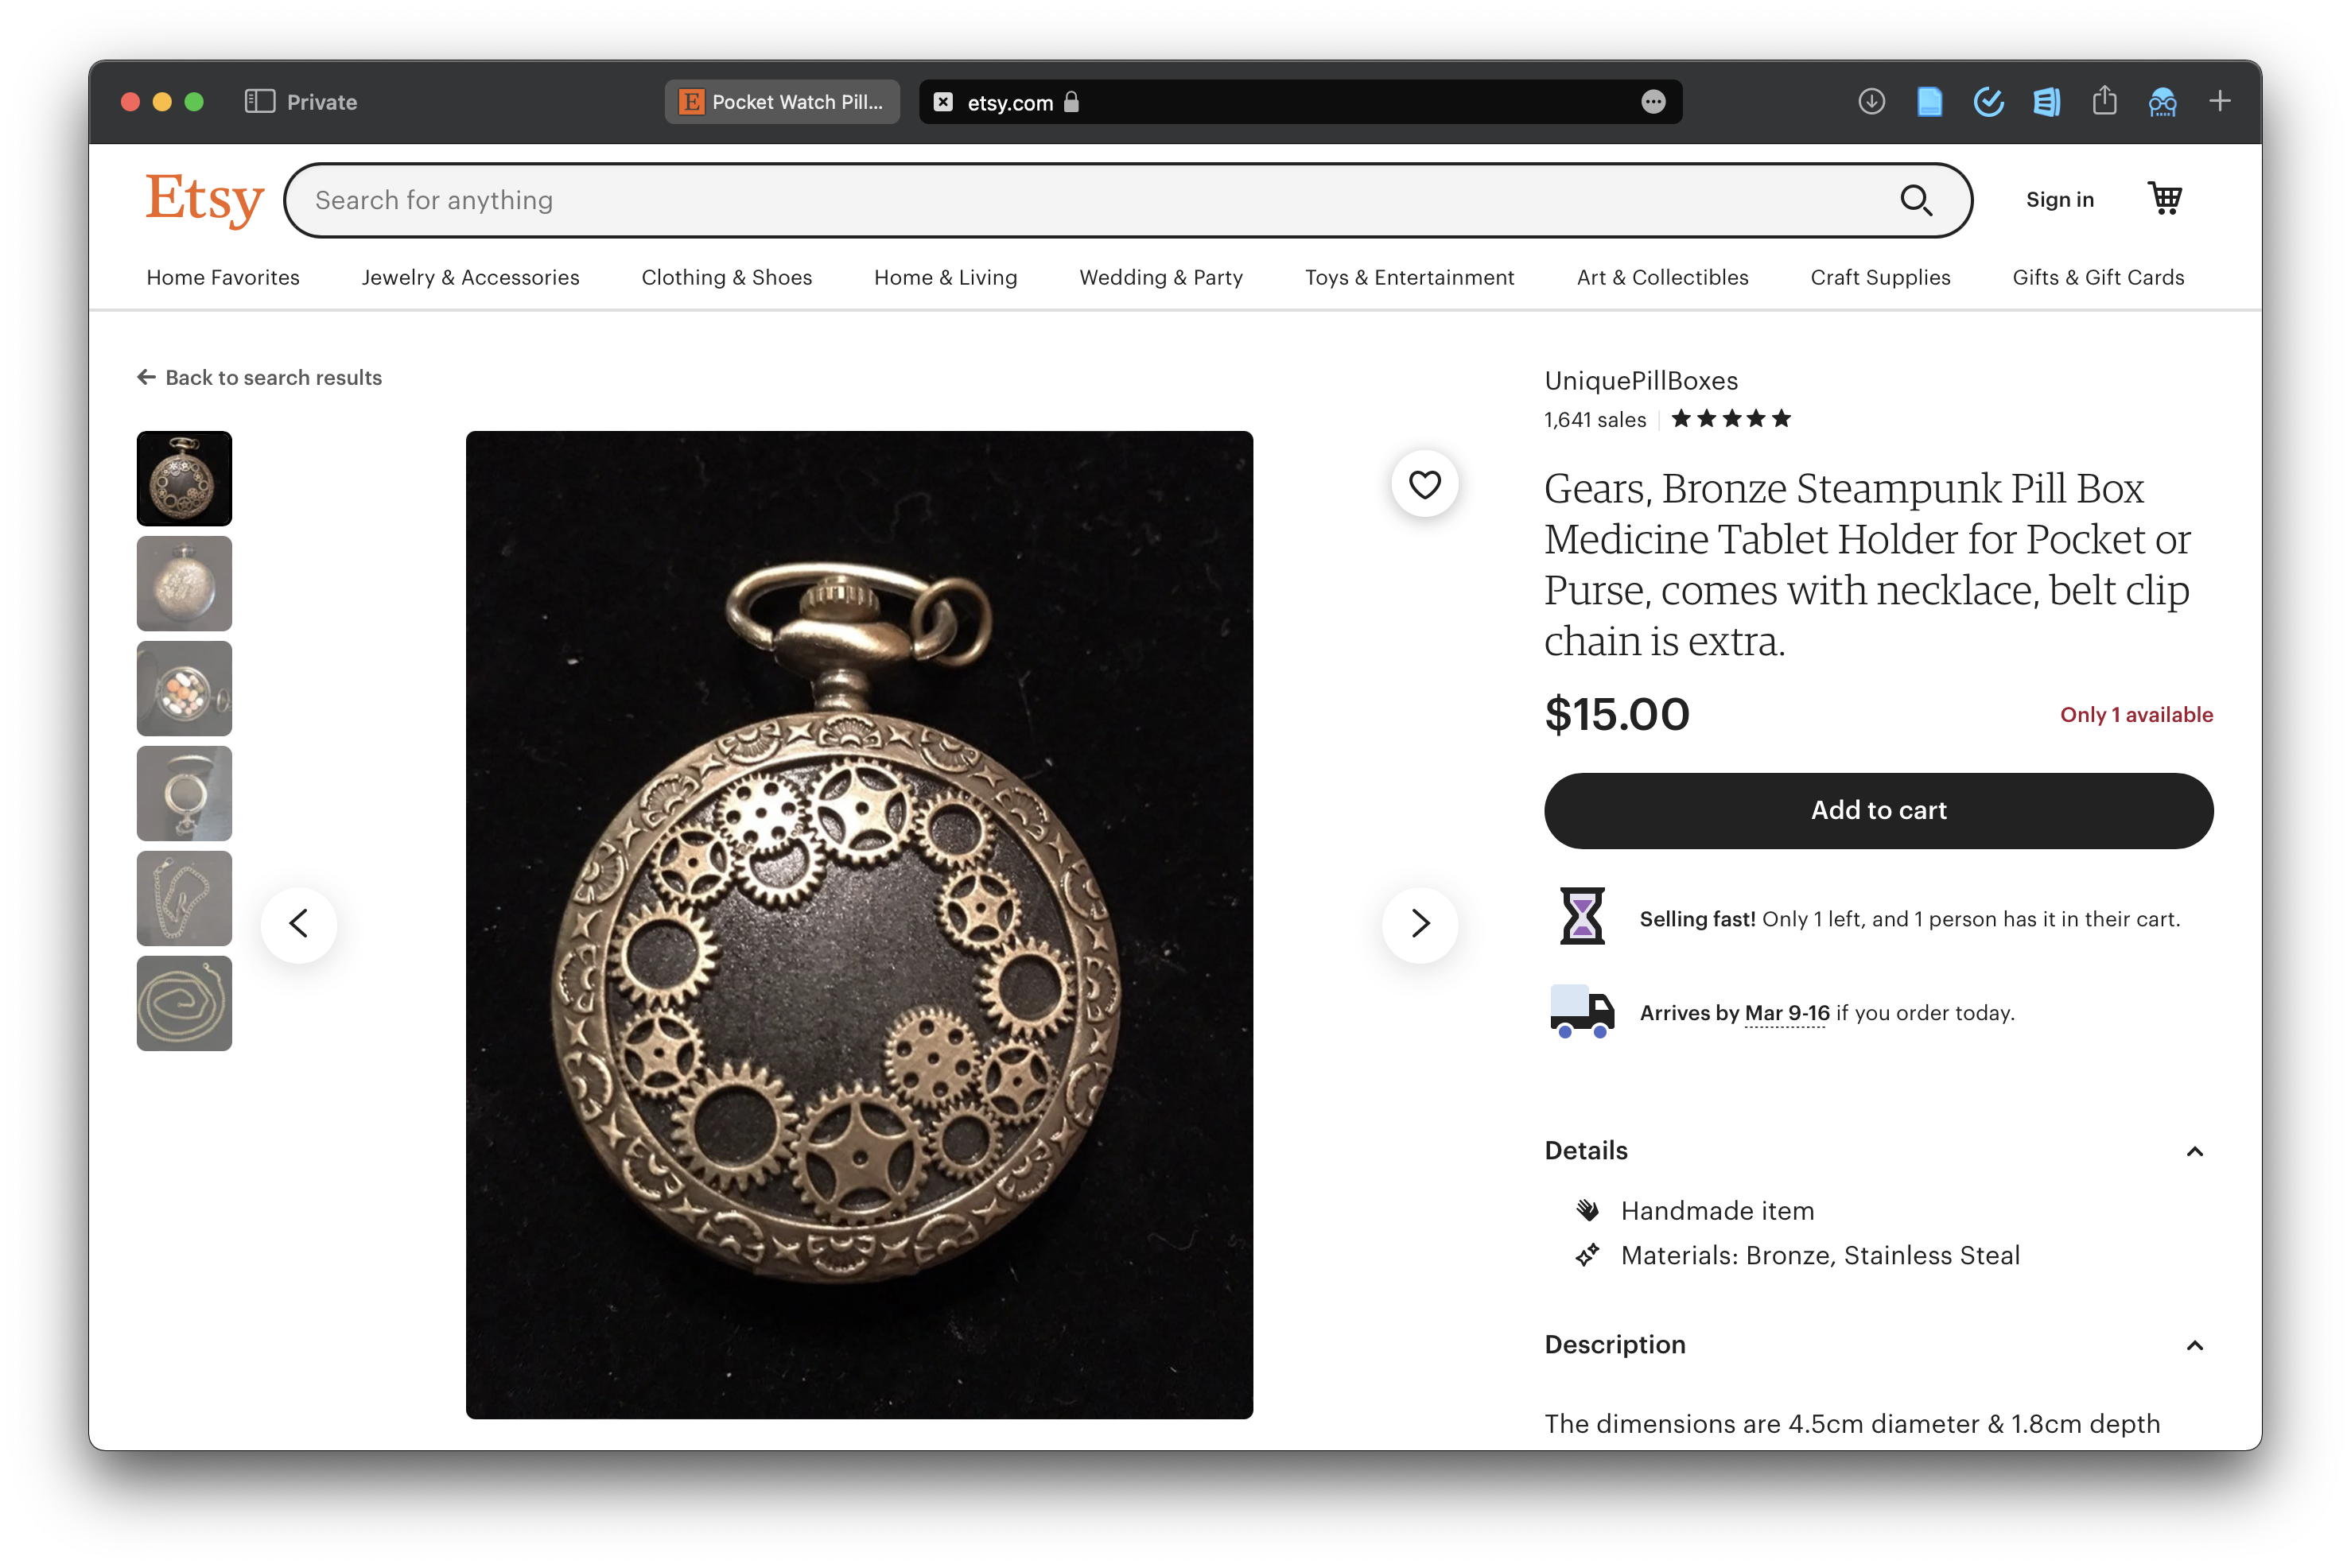 Private
E Pocket Watch Pill...
etsy.com
Etsy
Search for anything
Sign in
Home Favorites
Jewelry & Accessories
Clothing & Shoes
Home & Living
Wedding & Party
Toys & Entertainment
Art & Collectibles
Craft Supplies
Gifts & Gift Cards
Back to search results
UniquePillBoxes
1,641 sales
Gears, Bronze Steampunk Pill Box
Medicine Tablet Holder for Pocket or
Purse, comes with necklace, belt clip
chain is extra.
$15.00
Only 1 available
Add to cart
Selling fast! Only 1 left, and 1 person has it in their cart.
Arrives by Mar 9-16 if you order today.
Details
Handmade item
Materials: Bronze, Stainless Steal
Description
The dimensions are 4.5cm diameter & 1.8cm depth